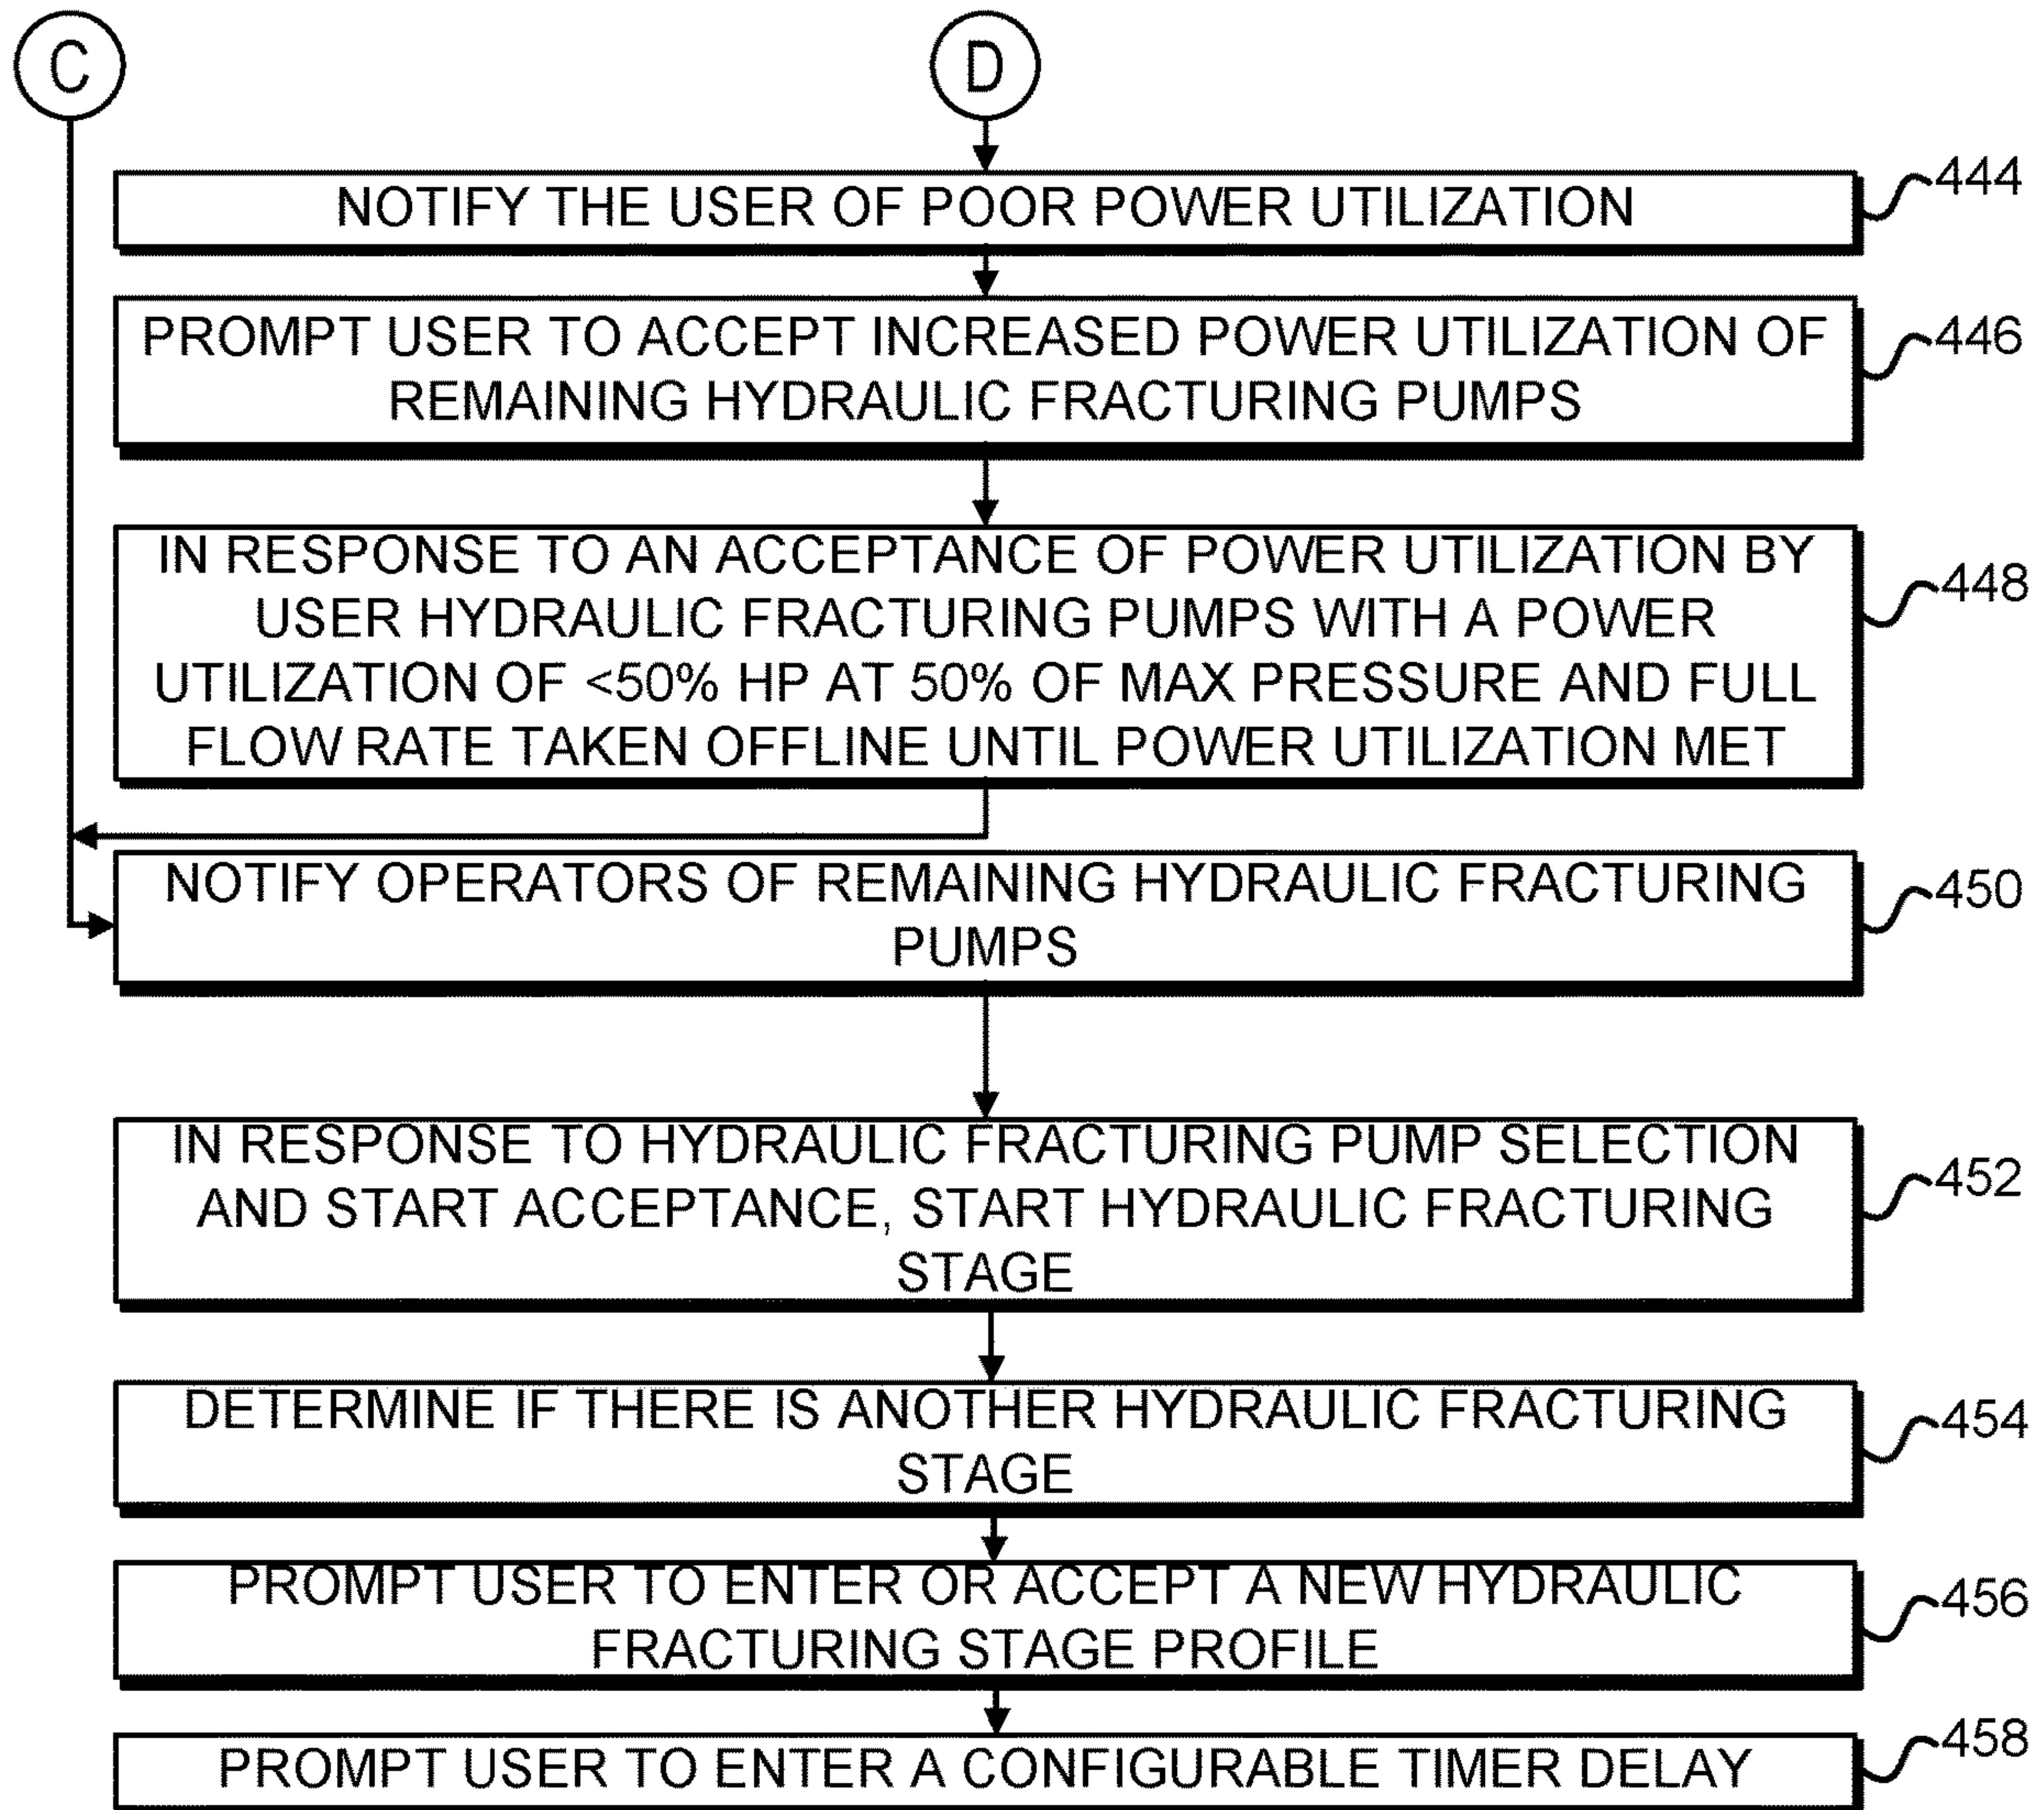 C
D
NOTIFY THE USER OF POOR POWER UTILIZATION
444
PROMPT USER TO ACCEPT INCREASED POWER UTILIZATION OF
REMAINING HYDRAULIC FRACTURING PUMPS
446
IN RESPONSE TO AN ACCEPTANCE OF POWER UTILIZATION BY
USER HYDRAULIC FRACTURING PUMPS WITH A POWER
UTILIZATION OF <50% HP AT 50% OF MAX PRESSURE AND FULL
FLOW RATE TAKEN OFFLINE UNTIL POWER UTILIZATION MET
448
NOTIFY OPERATORS OF REMAINING HYDRAULIC FRACTURING
PUMPS
450
IN RESPONSE TO HYDRAULIC FRACTURING PUMP SELECTION
AND START ACCEPTANCE, START HYDRAULIC FRACTURING
STAGE
452
DETERMINE IF THERE IS ANOTHER HYDRAULIC FRACTURING
STAGE
454
PROMPT USER TO ENTER OR ACCEPT A NEW HYDRAULIC
FRACTURING STAGE PROFILE
456
PROMPT USER TO ENTER A CONFIGURABLE TIMER DELAY
458